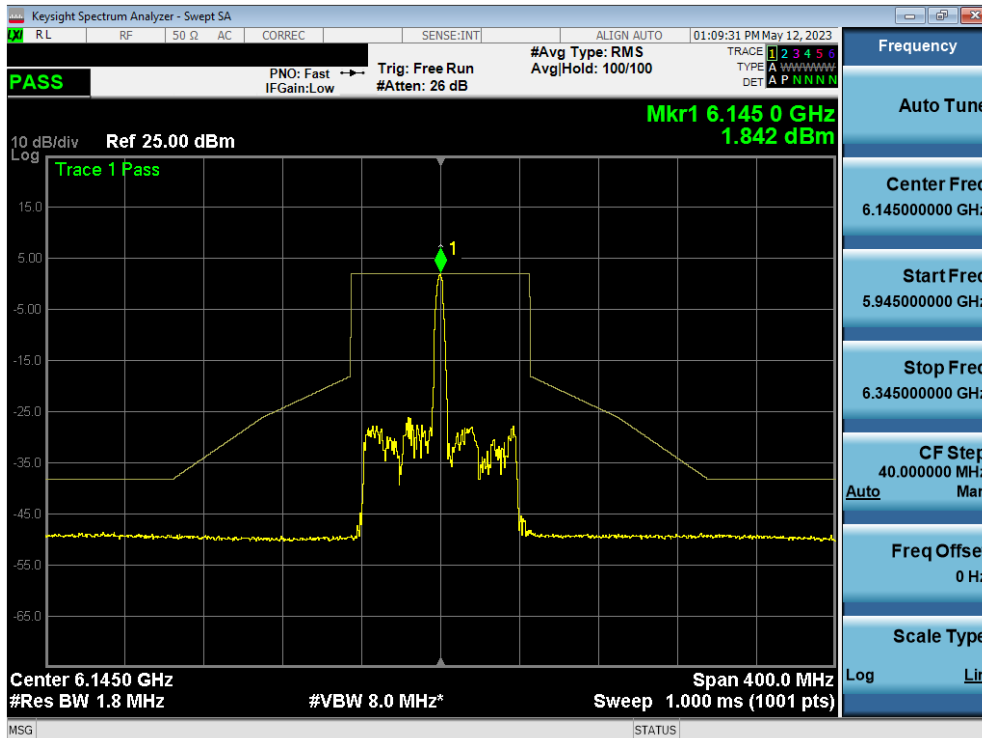 Keysight Spectrum Analyzer - Swept SA
LXI RL RF 50 Ω AC CORREC SENSE:INT ALIGN AUTO 01:09:31 PM May 12, 2023
PASS
PNO: Fast
IFGain:Low
Trig: Free Run
#Atten: 26 dB
#Avg Type: RMS
Avg|Hold: 100/100
TRACE 1 2 3 4 5 6
TYPE A WWWWW
DET A P N N N N
Mkr1 6.145 0 GHz
1.842 dBm
10 dB/div Ref 25.00 dBm
Log
Trace 1 Pass
1
15.0
5.00
-5.00
-15.0
-25.0
-35.0
-45.0
-55.0
-65.0
Center 6.1450 GHz Span 400.0 MHz
#Res BW 1.8 MHz #VBW 8.0 MHz* Sweep 1.000 ms (1001 pts)
MSG STATUS
Frequency
Auto Tune
Center Freq
6.145000000 GHz
Start Freq
5.945000000 GHz
Stop Freq
6.345000000 GHz
CF Step
40.000000 MHz
Auto Man
Freq Offset
0 Hz
Scale Type
Log Lin